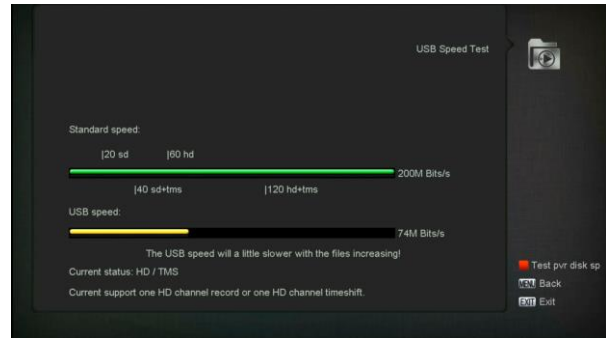 USB Speed Test
Standard speed:
|20 sd |60 hd
200M Bits/s
|40 sd+tms |120 hd+tms
USB speed:
74M Bits/s
The USB speed will a little slower with the files increasing!
Current status: HD / TMS
Current support one HD channel record or one HD channel timeshift.
Test pvr disk sp
MENU Back
EXIT Exit